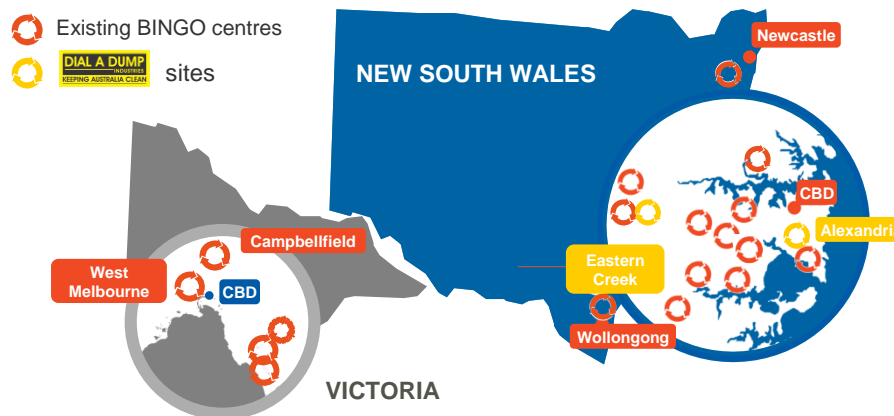 Existing BINGO centres
DIAL A DUMP
INDUSTRIES
KEEPING AUSTRALIA CLEAN
sites
NEW SOUTH WALES
Newcastle
CBD
Alexandri
Eastern
Creek
Wollongong
Campbellfield
West
Melbourne
CBD
VICTORIA